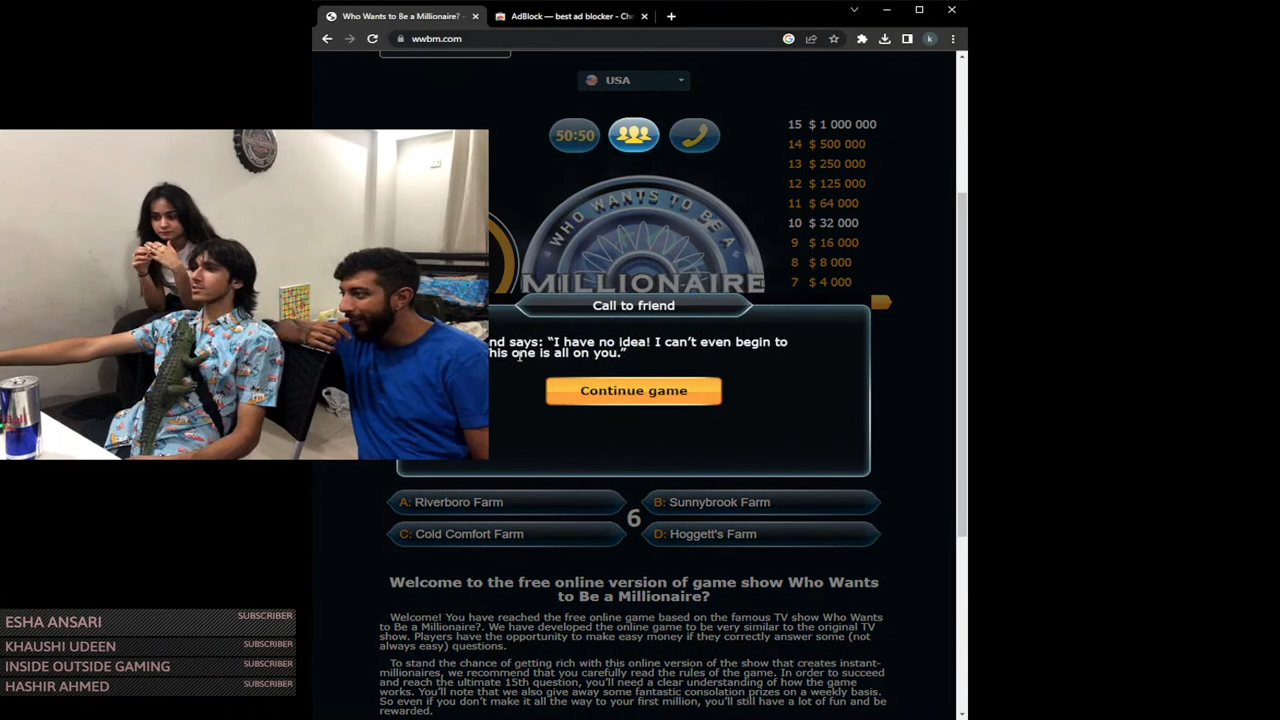 Who Wants to Be a Millionaire? -
AdBlock — best ad blocker - Chr
wwbm.com
k
USA
50:50
15 $ 1 000 000
14 $ 500 000
13 $ 250 000
12 $ 125 000
11 $ 64 000
10 $ 32 000
9 $ 16 000
8 $ 8 000
7 $ 4 000
WHO WANTS TO BE A
MILLIONAIRE
Call to friend
nd says: “I have no idea! I can’t even begin to
his one is all on you.”
Continue game
A: Riverboro Farm
B: Sunnybrook Farm
6
C: Cold Comfort Farm
D: Hoggett's Farm
Welcome to the free online version of game show Who Wants
to Be a Millionaire?
Welcome! You have reached the free online game based on the famous TV show Who Wants
to Be a Millionaire?. We have developed the online game to be very similar to the original TV
show. Players have the opportunity to make easy money if they correctly answer some (not
always easy) questions.
To stand the chance of getting rich with this online version of the show that creates instant-
millionaires, we recommend that you carefully read the rules of the game. In order to succeed
and reach the ultimate 15th question, you'll need a clear understanding of how the game
works. You'll note that we also give away some fantastic consolation prizes on a weekly basis.
So even if you don't make it all the way to your first million, you'll still have a lot of fun and be
rewarded.
ESHA ANSARI SUBSCRIBER
KHAUSHI UDEEN SUBSCRIBER
INSIDE OUTSIDE GAMING SUBSCRIBER
HASHIR AHMED SUBSCRIBER